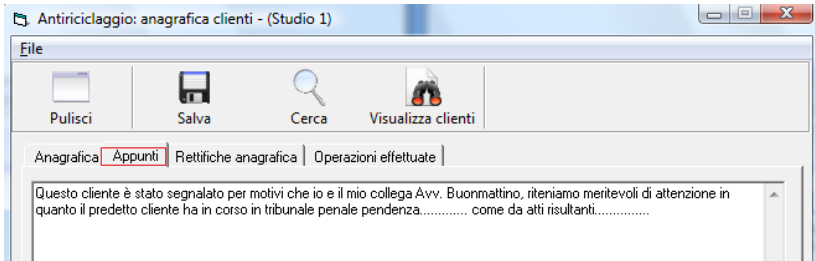 Antiriciclaggio: anagrafica clienti - (Studio 1)
File
Pulisci Salva Cerca Visualizza clienti
Anagrafica Appunti Rettifiche anagrafica Operazioni effettuate
Questo cliente è stato segnalato per motivi che io e il mio collega Avv. Buonmattino, riteniamo meritevoli di attenzione in
quanto il predetto cliente ha in corso in tribunale penale pendenza............. come da atti risultanti...............